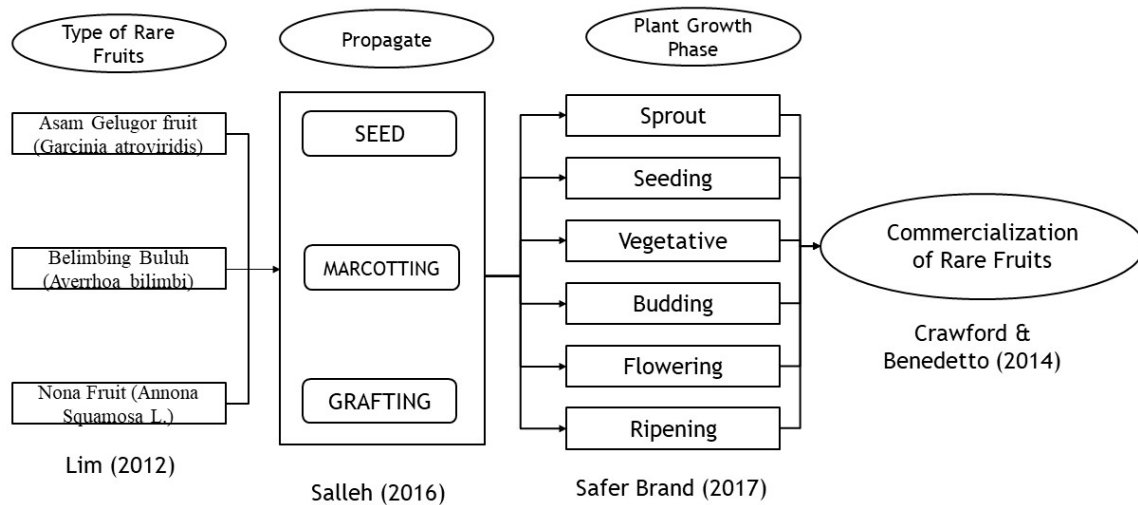 Type of Rare
Fruits
Propagate
Plant Growth
Phase
Asam Gelugor fruit
(Garcinia atroviridis)
Belimbing Buluh
(Averrhoa bilimbi)
Nona Fruit (Annona
Squamosa L.)
Lim (2012)
SEED
MARCOTTING
GRAFTING
Salleh (2016)
Sprout
Seeding
Vegetative
Budding
Flowering
Ripening
Safer Brand (2017)
Commercialization
of Rare Fruits
Crawford &
Benedetto (2014)